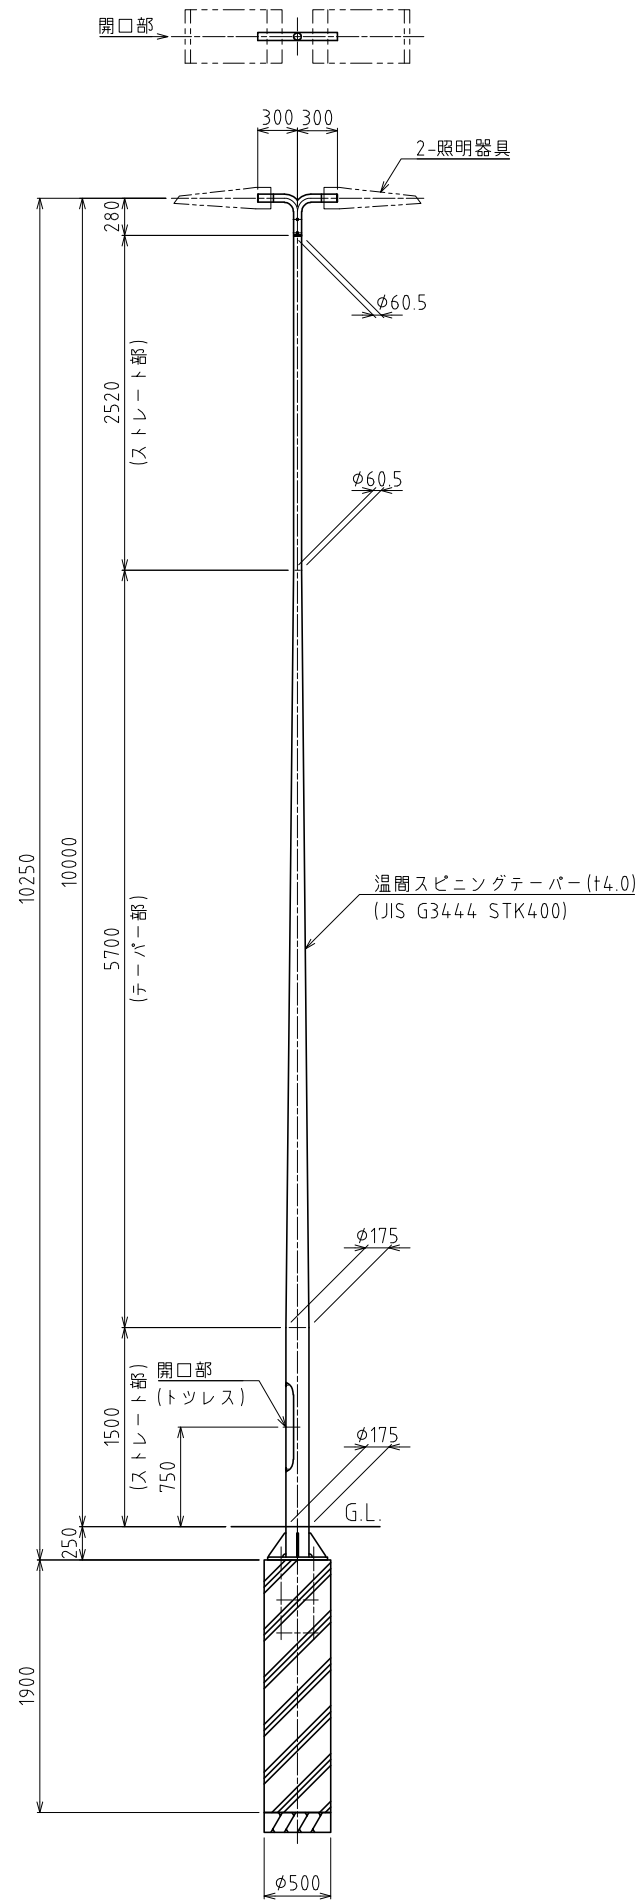 開口部
300
300
2-照明器具
280
φ60.5
2520
(ストレート部)
φ60.5
10250
10000
5700
(テーパー部)
温間スピニングテーパー(t4.0)
(JIS G3444 STK400)
φ175
1500
(ストレート部)
開口部
(トツレス)
750
φ175
G.L.
250
1900
φ500